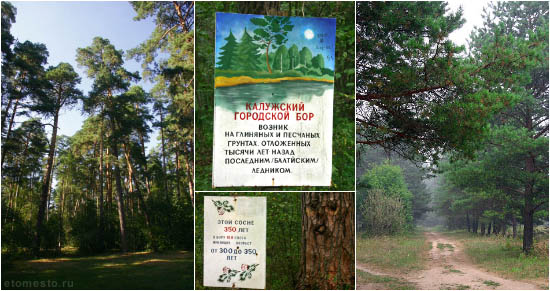 КАЛУЖСКИЙ
ГОРОДСКОЙ БОР
ВОЗНИК
НА ГЛИНЯНЫХ И ПЕСЧАНЫХ
ГРУНТАХ, ОТЛОЖЕННЫХ
ТЫСЯЧИ ЛЕТ НАЗАД
ПОСЛЕДНИМ/БАЛТИЙСКИМ/
ЛЕДНИКОМ.
ЭТОЙ СОСНЕ
350 ЛЕТ
ОТ 300 ДО 350
ЛЕТ
etomesto.ru